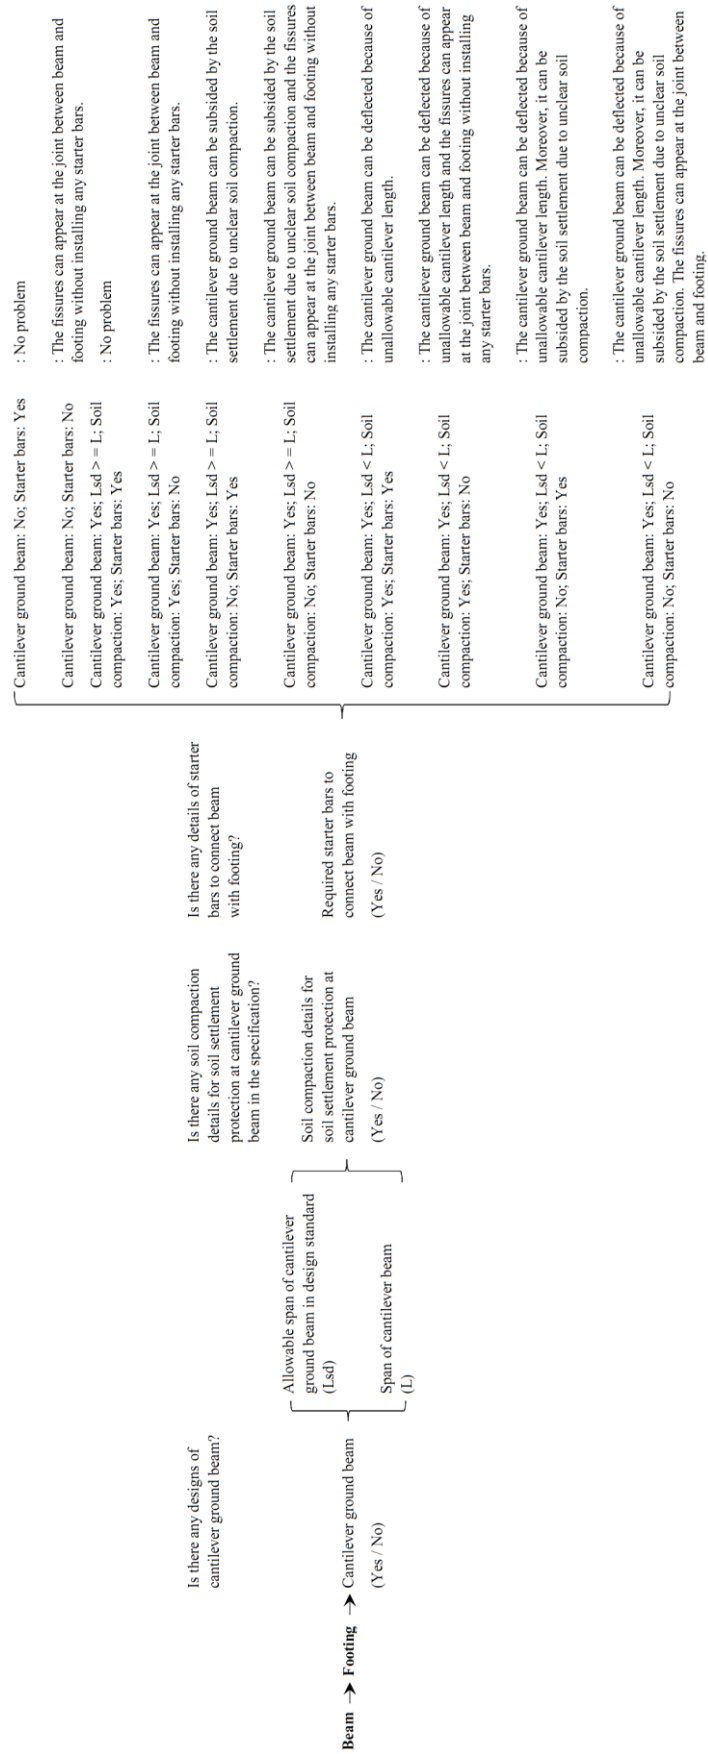 Beam → Footing → Cantilever ground beam
(Yes / No)
Is there any designs of
cantilever ground beam?
Allowable span of cantilever
ground beam in design standard
(Lsd)
Span of cantilever beam
(L)
Is there any soil compaction
details for soil settlement
protection at cantilever ground
beam in the specification?
Soil compaction details for
soil settlement protection at
cantilever ground beam
(Yes / No)
Is there any details of starter
bars to connect beam
with footing?
Required starter bars to
connect beam with footing
(Yes / No)
Cantilever ground beam: No; Starter bars: Yes
: No problem
Cantilever ground beam: No; Starter bars: No
: The fissures can appear at the joint between beam and
footing without installing any starter bars.
Cantilever ground beam: Yes; Lsd > = L; Soil
compaction: Yes; Starter bars: Yes
: No problem
Cantilever ground beam: Yes; Lsd > = L; Soil
compaction: Yes; Starter bars: No
: The fissures can appear at the joint between beam and
footing without installing any starter bars.
Cantilever ground beam: Yes; Lsd > = L; Soil
compaction: No; Starter bars: Yes
: The cantilever ground beam can be subsided by the soil
settlement due to unclear soil compaction.
Cantilever ground beam: Yes; Lsd > = L; Soil
compaction: No; Starter bars: No
: The cantilever ground beam can be subsided by the soil
settlement due to unclear soil compaction and the fissures
can appear at the joint between beam and footing without
installing any starter bars.
Cantilever ground beam: Yes; Lsd < L; Soil
compaction: Yes; Starter bars: Yes
: The cantilever ground beam can be deflected because of
unallowable cantilever length.
Cantilever ground beam: Yes; Lsd < L; Soil
compaction: Yes; Starter bars: No
: The cantilever ground beam can be deflected because of
unallowable cantilever length and the fissures can appear
at the joint between beam and footing without installing
any starter bars.
Cantilever ground beam: Yes; Lsd < L; Soil
compaction: No; Starter bars: Yes
: The cantilever ground beam can be deflected because of
unallowable cantilever length. Moreover, it can be
subsided by the soil settlement due to unclear soil
compaction.
Cantilever ground beam: Yes; Lsd < L; Soil
compaction: No; Starter bars: No
: The cantilever ground beam can be deflected because of
unallowable cantilever length. Moreover, it can be
subsided by the soil settlement due to unclear soil
compaction. The fissures can appear at the joint between
beam and footing.